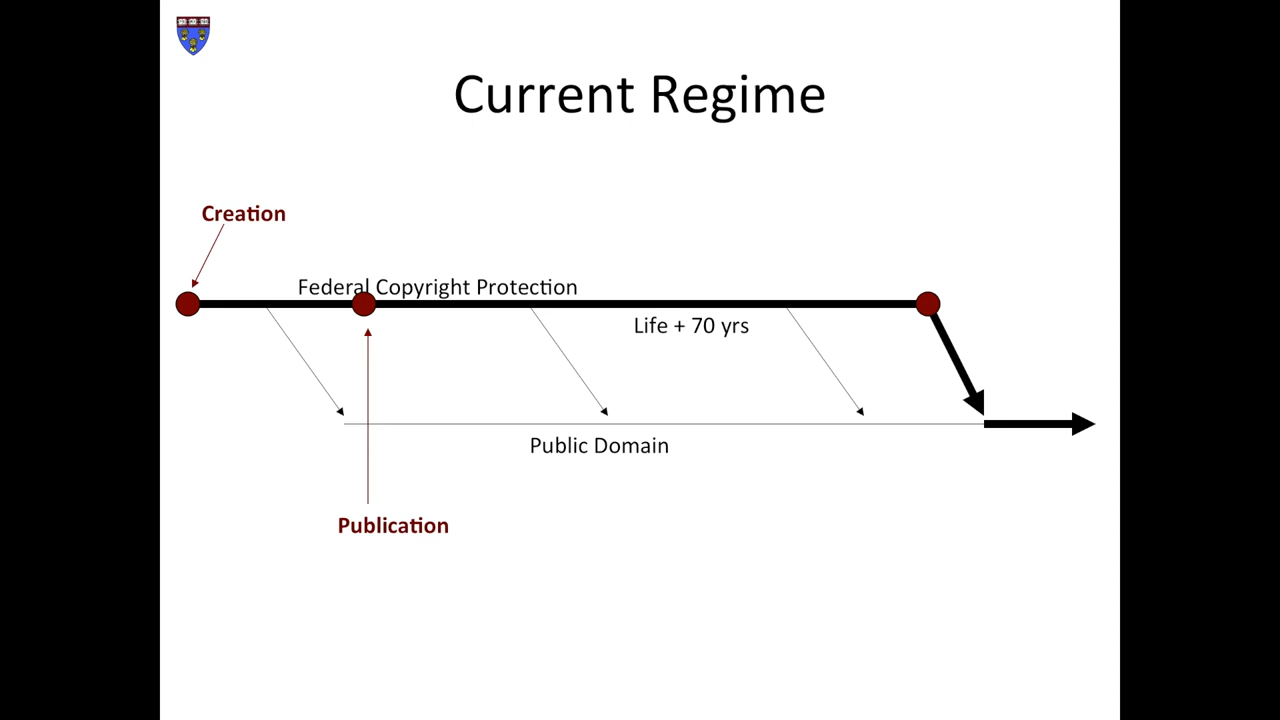 Current Regime
Creation
Federal Copyright Protection
Life + 70 yrs
Public Domain
Publication